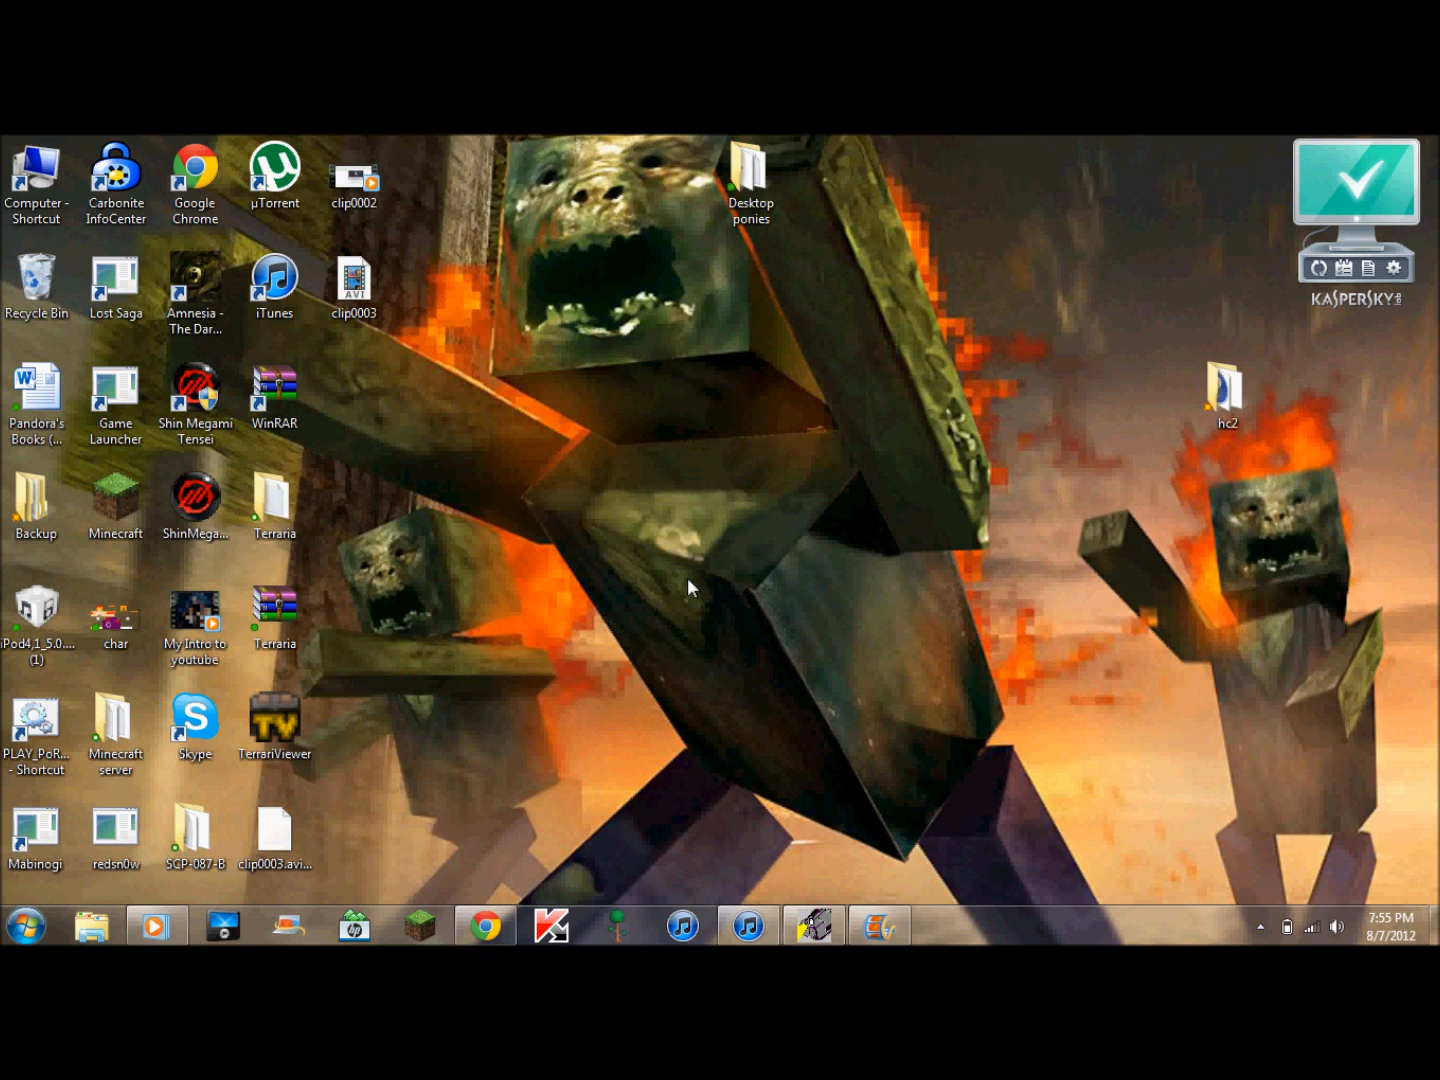 Computer -
Shortcut
Carbonite
InfoCenter
Google
Chrome
µTorrent
clip0002
Desktop
ponies
Recycle Bin
Lost Saga
Amnesia -
The Dar...
iTunes
AVI
clip0003
KASPERSKY
Pandora's
Books (...
Game
Launcher
Shin Megami
Tensei
WinRAR
hc2
Backup
Minecraft
ShinMega...
Terraria
iPod4,1_5.0....
(1)
char
My Intro to
youtube
Terraria
PLAY_PoR...
- Shortcut
Minecraft
server
Skype
TV
TerrariViewer
Mabinogi
redsn0w
SCP-087-B
clip0003.avi...
hp
7:55 PM
8/7/2012